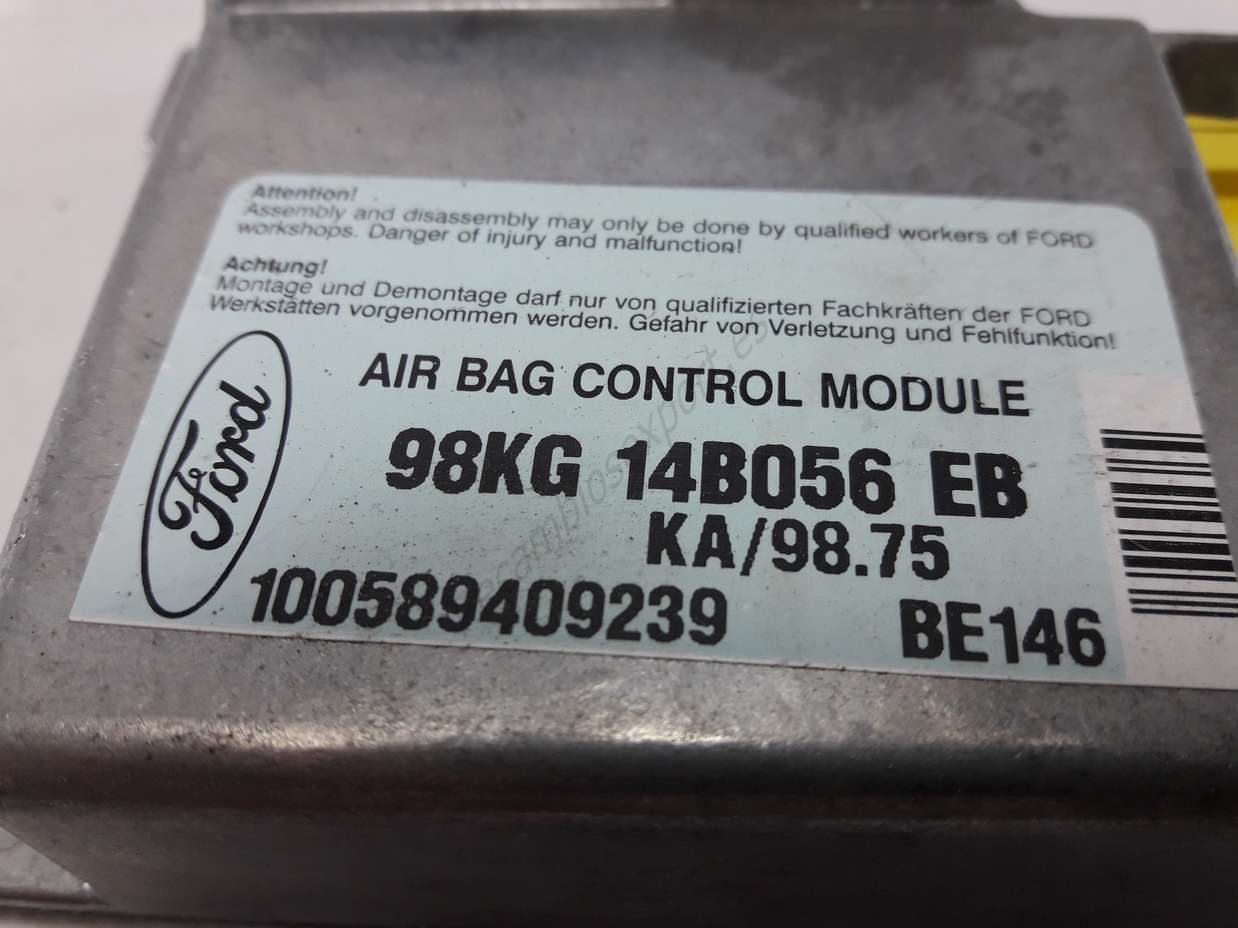 Attention!
Assembly and disassembly may only be done by qualified workers of FORD
workshops. Danger of injury and malfunction!
Achtung!
Montage und Demontage darf nur von qualifizierten Fachkräften der FORD
Werkstätten vorgenommen werden. Gefahr von Verletzung und Fehlfunktion!
Ford
AIR BAG CONTROL MODULE
98KG 14B056 EB
KA/98.75
100589409239 BE146